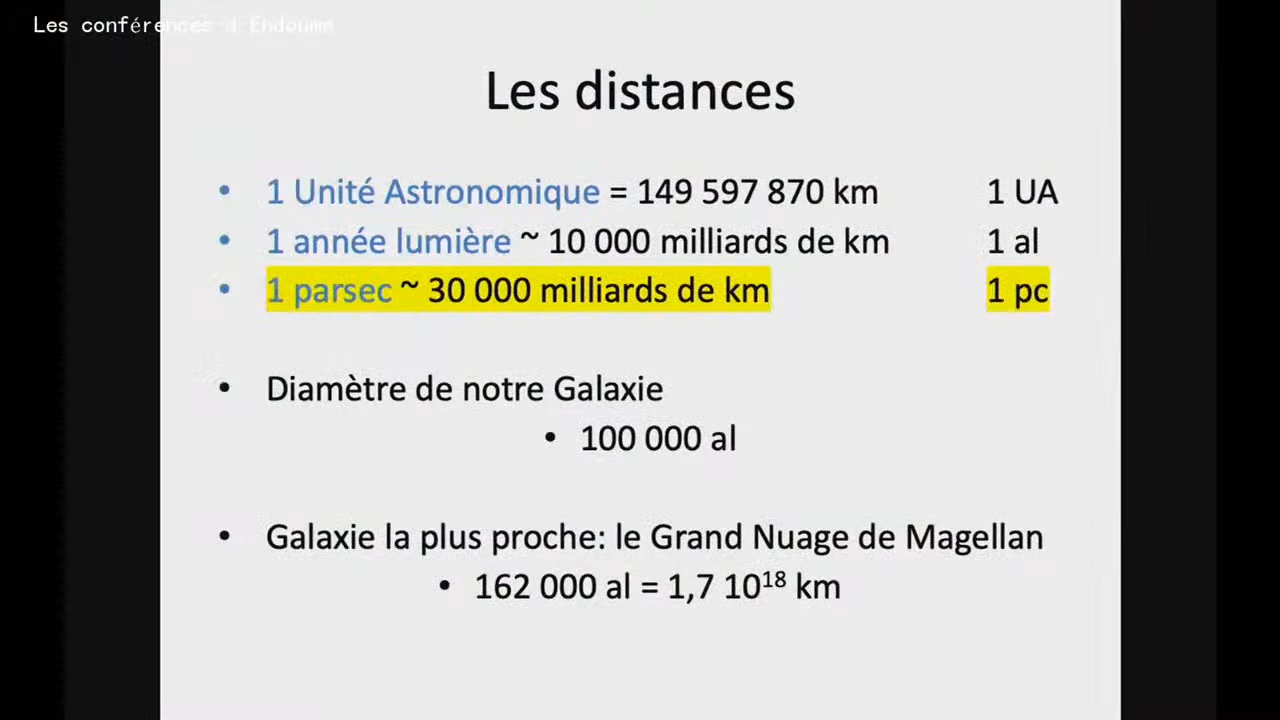 Les conférences d'Endoume
Les distances
• 1 Unité Astronomique = 149 597 870 km 1 UA
• 1 année lumière ~ 10 000 milliards de km 1 al
• 1 parsec ~ 30 000 milliards de km 1 pc
• Diamètre de notre Galaxie
• 100 000 al
• Galaxie la plus proche: le Grand Nuage de Magellan
• 162 000 al = 1,7 10¹⁸ km